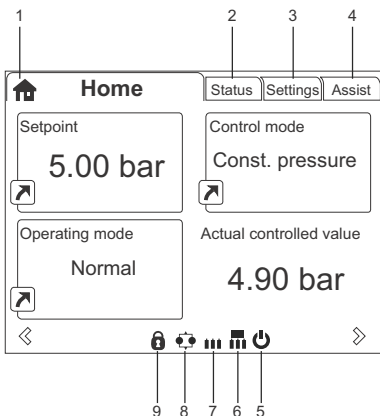 1 2 3 4
Home Status Settings Assist
Setpoint Control mode
5.00 bar Const. pressure
Operating mode Actual controlled value
Normal 4.90 bar
9 8 7 6 5